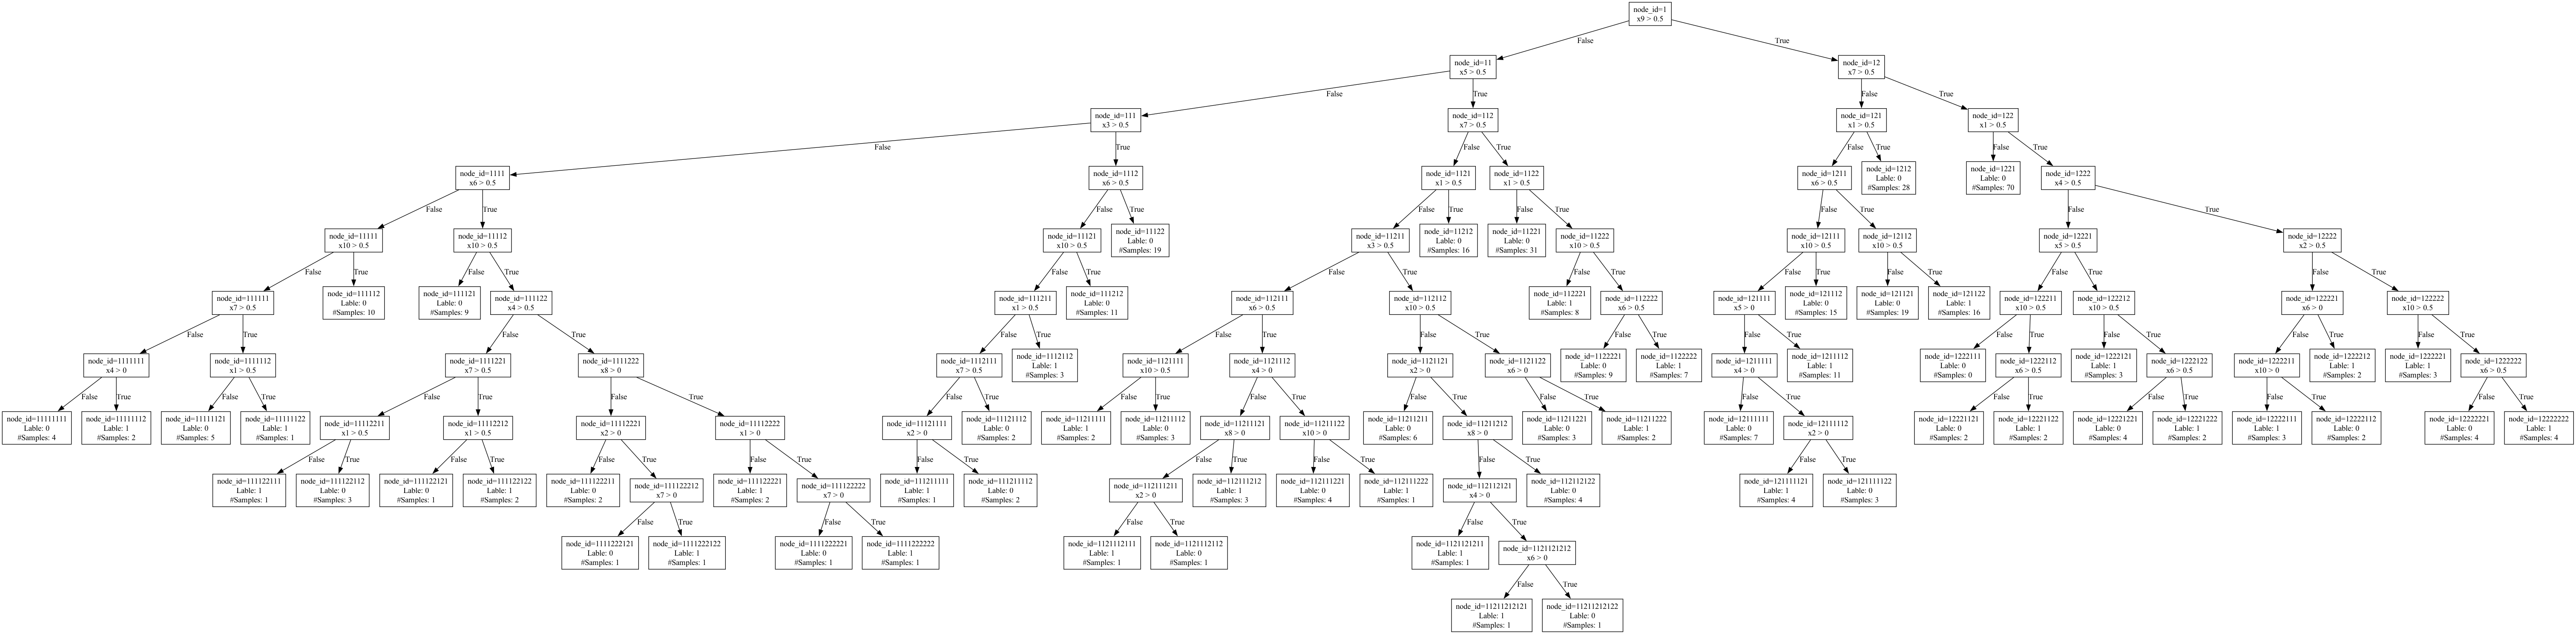 node_id=1
x9 > 0.5
False
True
node_id=11
x5 > 0.5
node_id=12
x7 > 0.5
False
True
False
True
node_id=111
x3 > 0.5
node_id=112
x7 > 0.5
node_id=121
x1 > 0.5
node_id=122
x1 > 0.5
False
True
False
True
False
True
False
True
node_id=1111
x6 > 0.5
node_id=1112
x6 > 0.5
node_id=1121
x1 > 0.5
node_id=1122
x1 > 0.5
node_id=1211
x6 > 0.5
node_id=1212
Lable: 0
#Samples: 28
node_id=1221
Lable: 0
#Samples: 70
node_id=1222
x4 > 0.5
False
True
False
True
False
True
False
True
False
True
False
True
node_id=11111
x10 > 0.5
node_id=11112
x10 > 0.5
node_id=11121
x10 > 0.5
node_id=11122
Lable: 0
#Samples: 19
node_id=11211
x3 > 0.5
node_id=11212
Lable: 0
#Samples: 16
node_id=11221
Lable: 0
#Samples: 31
node_id=11222
x10 > 0.5
node_id=12111
x10 > 0.5
node_id=12112
x10 > 0.5
node_id=12221
x5 > 0.5
node_id=12222
x2 > 0.5
False
True
False
True
False
True
False
True
False
True
False
True
False
True
False
True
False
True
node_id=111111
x7 > 0.5
node_id=111112
Lable: 0
#Samples: 10
node_id=111121
Lable: 0
#Samples: 9
node_id=111122
x4 > 0.5
node_id=111211
x1 > 0.5
node_id=111212
Lable: 0
#Samples: 11
node_id=112111
x6 > 0.5
node_id=112112
x10 > 0.5
node_id=112221
Lable: 1
#Samples: 8
node_id=112222
x6 > 0.5
node_id=121111
x5 > 0
node_id=121112
Lable: 0
#Samples: 15
node_id=121121
Lable: 0
#Samples: 19
node_id=121122
Lable: 1
#Samples: 16
node_id=122211
x10 > 0.5
node_id=122212
x10 > 0.5
node_id=122221
x6 > 0
node_id=122222
x10 > 0.5
False
True
False
True
False
True
False
True
False
True
False
True
False
True
False
True
False
True
False
True
False
True
node_id=1111111
x4 > 0
node_id=1111112
x1 > 0.5
node_id=1111221
x7 > 0.5
node_id=1111222
x8 > 0
node_id=1112111
x7 > 0.5
node_id=1112112
Lable: 1
#Samples: 3
node_id=1121111
x10 > 0.5
node_id=1121112
x4 > 0
node_id=1121121
x2 > 0
node_id=1121122
x6 > 0
node_id=1122221
Lable: 0
#Samples: 9
node_id=1122222
Lable: 1
#Samples: 7
node_id=1211111
x4 > 0
node_id=1211112
Lable: 1
#Samples: 11
node_id=1222111
Lable: 0
#Samples: 0
node_id=1222112
x6 > 0.5
node_id=1222121
Lable: 1
#Samples: 3
node_id=1222122
x6 > 0.5
node_id=1222211
x10 > 0
node_id=1222212
Lable: 1
#Samples: 2
node_id=1222221
Lable: 1
#Samples: 3
node_id=1222222
x6 > 0.5
False
True
False
True
False
True
False
True
False
True
False
True
False
True
False
True
False
True
False
True
False
True
False
True
False
True
False
True
node_id=11111111
Lable: 0
#Samples: 4
node_id=11111112
Lable: 1
#Samples: 2
node_id=11111121
Lable: 0
#Samples: 5
node_id=11111122
Lable: 1
#Samples: 1
node_id=11112211
x1 > 0.5
node_id=11112212
x1 > 0.5
node_id=11112221
x2 > 0
node_id=11112222
x1 > 0
node_id=11121111
x2 > 0
node_id=11121112
Lable: 0
#Samples: 2
node_id=11211111
Lable: 1
#Samples: 2
node_id=11211112
Lable: 0
#Samples: 3
node_id=11211121
x8 > 0
node_id=11211122
x10 > 0
node_id=11211211
Lable: 0
#Samples: 6
node_id=11211212
x8 > 0
node_id=11211221
Lable: 0
#Samples: 3
node_id=11211222
Lable: 1
#Samples: 2
node_id=12111111
Lable: 0
#Samples: 7
node_id=12111112
x2 > 0
node_id=12221121
Lable: 0
#Samples: 2
node_id=12221122
Lable: 1
#Samples: 2
node_id=12221221
Lable: 0
#Samples: 4
node_id=12221222
Lable: 1
#Samples: 2
node_id=12222111
Lable: 1
#Samples: 3
node_id=12222112
Lable: 0
#Samples: 2
node_id=12222221
Lable: 0
#Samples: 4
node_id=12222222
Lable: 1
#Samples: 4
False
True
False
True
False
True
False
True
False
True
False
True
False
True
False
True
False
True
node_id=111122111
Lable: 1
#Samples: 1
node_id=111122112
Lable: 0
#Samples: 3
node_id=111122121
Lable: 0
#Samples: 1
node_id=111122122
Lable: 1
#Samples: 2
node_id=111122211
Lable: 0
#Samples: 2
node_id=111122212
x7 > 0
node_id=111122221
Lable: 1
#Samples: 2
node_id=111122222
x7 > 0
node_id=111211111
Lable: 1
#Samples: 1
node_id=111211112
Lable: 0
#Samples: 2
node_id=112111211
x2 > 0
node_id=112111212
Lable: 1
#Samples: 3
node_id=112111221
Lable: 0
#Samples: 4
node_id=112111222
Lable: 1
#Samples: 1
node_id=112112121
x4 > 0
node_id=112112122
Lable: 0
#Samples: 4
node_id=121111121
Lable: 1
#Samples: 4
node_id=121111122
Lable: 0
#Samples: 3
False
True
False
True
False
True
False
True
node_id=1111222121
Lable: 0
#Samples: 1
node_id=1111222122
Lable: 1
#Samples: 1
node_id=1111222221
Lable: 0
#Samples: 1
node_id=1111222222
Lable: 1
#Samples: 1
node_id=1121112111
Lable: 1
#Samples: 1
node_id=1121112112
Lable: 0
#Samples: 1
node_id=1121121211
Lable: 1
#Samples: 1
node_id=1121121212
x6 > 0
False
True
node_id=11211212121
Lable: 1
#Samples: 1
node_id=11211212122
Lable: 0
#Samples: 1